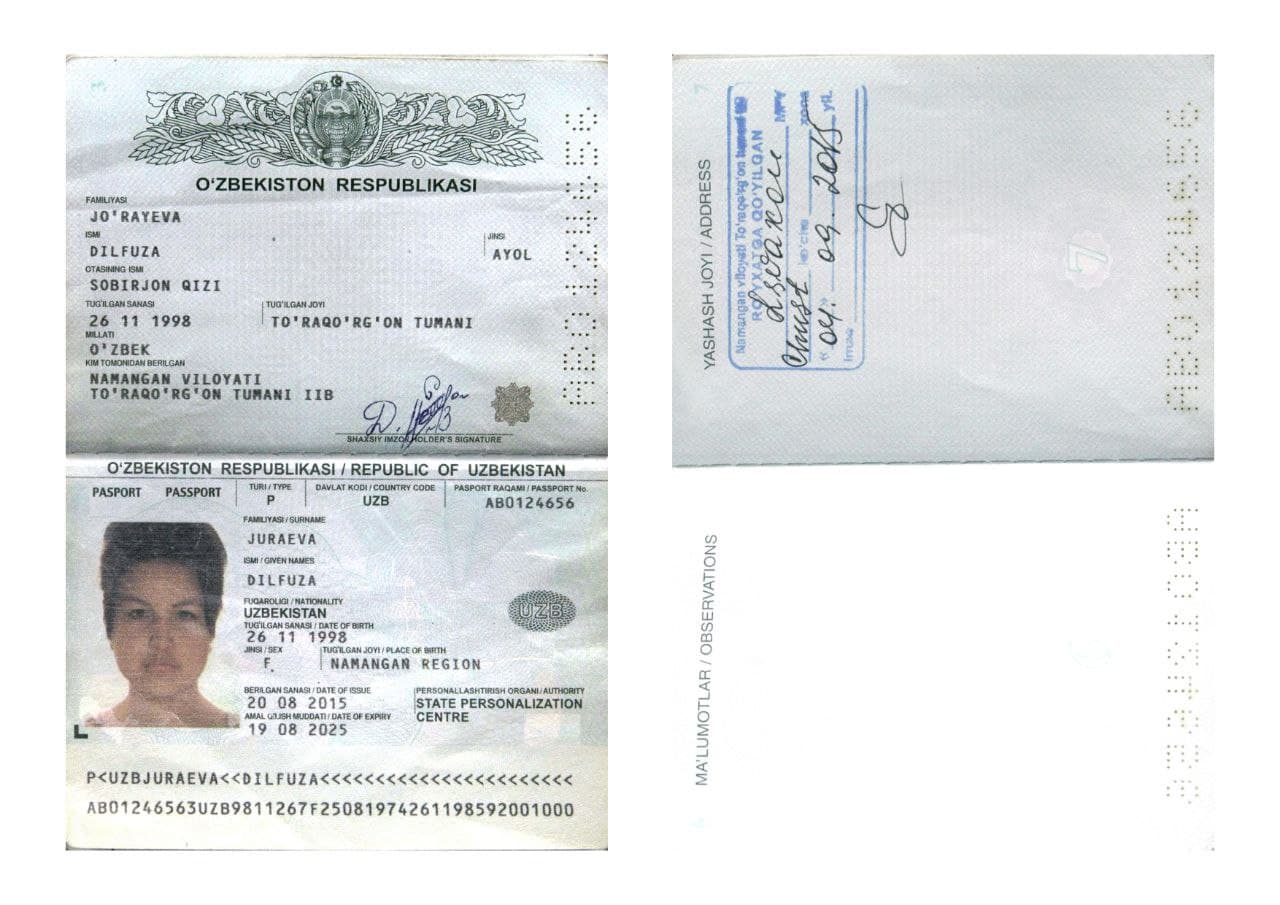 O'ZBEKISTON RESPUBLIKASI
FAMILIYASI
JO'RAYEVA
ISMI
DILFUZA
JINSI
AYOL
OTASINING ISMI
SOBIRJON QIZI
TUG'ILGAN SANASI
26 11 1998
TUG'ILGAN JOYI
TO'RAQO'RG'ON TUMANI
MILLATI
O'ZBEK
KIM TOMONIDAN BERILGAN
NAMANGAN VILOYATI
TO'RAQO'RG'ON TUMANI IIB
SHAXSIY IMZO/HOLDER'S SIGNATURE
O'ZBEKISTON RESPUBLIKASI / REPUBLIC OF UZBEKISTAN
PASPORT PASSPORT
TURI / TYPE
P
DAVLAT KODI / COUNTRY CODE
UZB
PASPORT RAQAMI / PASSPORT No.
AB0124656
FAMILIYASI / SURNAME
JURAEVA
ISMI / GIVEN NAMES
DILFUZA
FUQAROLIGI / NATIONALITY
UZBEKISTAN
UZB
TUG'ILGAN SANASI / DATE OF BIRTH
26 11 1998
JINSI / SEX
F
TUG'ILGAN JOYI / PLACE OF BIRTH
NAMANGAN REGION
BERILGAN SANASI / DATE OF ISSUE
20 08 2015
PERSONALLASHTIRISH ORGANI / AUTHORITY
STATE PERSONALIZATION
CENTRE
AMAL QILISH MUDDATI / DATE OF EXPIRY
19 08 2025
P<UZBJURAEVA<<DILFUZA<<<<<<<<<<<<<<<<<<<<<<<
AB01246563UZB9811267F25081974261198592001000
YASHASH JOYI / ADDRESS
Namangan viloyati To'raqo'rg'on
RO'YXATGA QO'YILGAN
MFY
ko'cha xona
«04» 09. 2015 yil.
Imzo
7
AB0124656
MA'LUMOTLAR / OBSERVATIONS